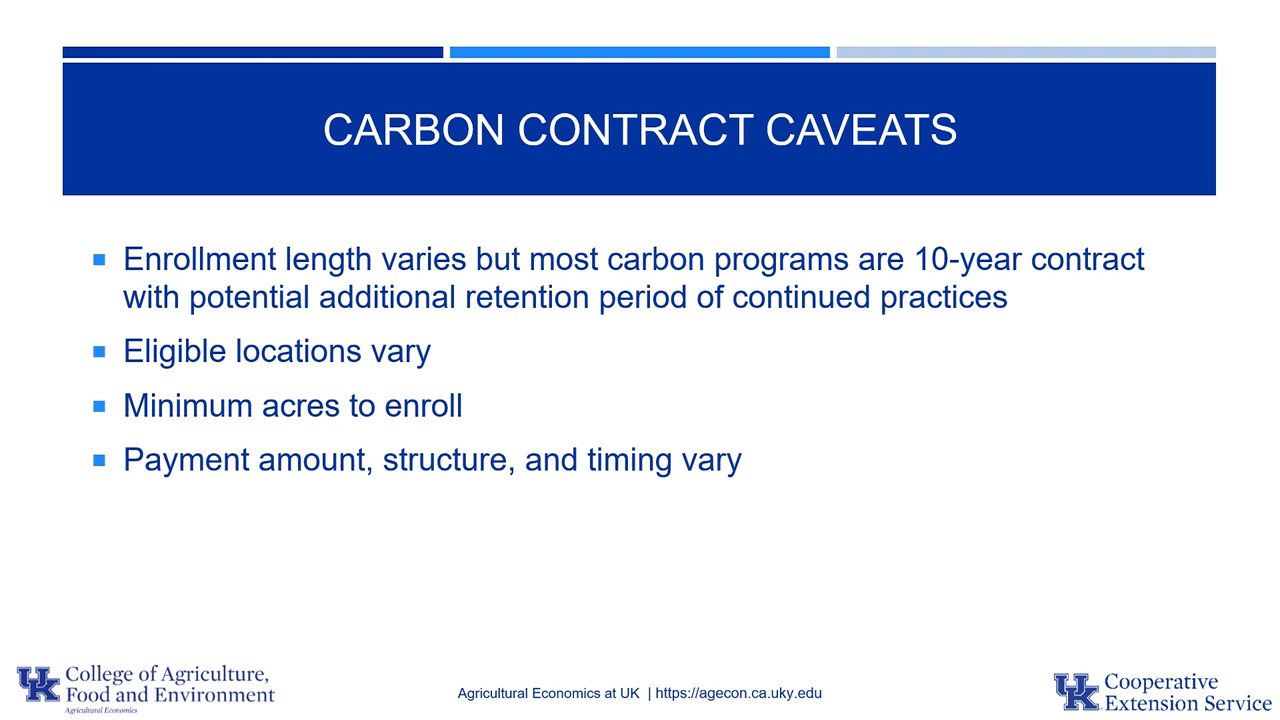 CARBON CONTRACT CAVEATS
Enrollment length varies but most carbon programs are 10-year contract
with potential additional retention period of continued practices
Eligible locations vary
Minimum acres to enroll
Payment amount, structure, and timing vary
UK College of Agriculture,
Food and Environment
Agricultural Economics
Agricultural Economics at UK | https://agecon.ca.uky.edu
UK Cooperative
Extension Service